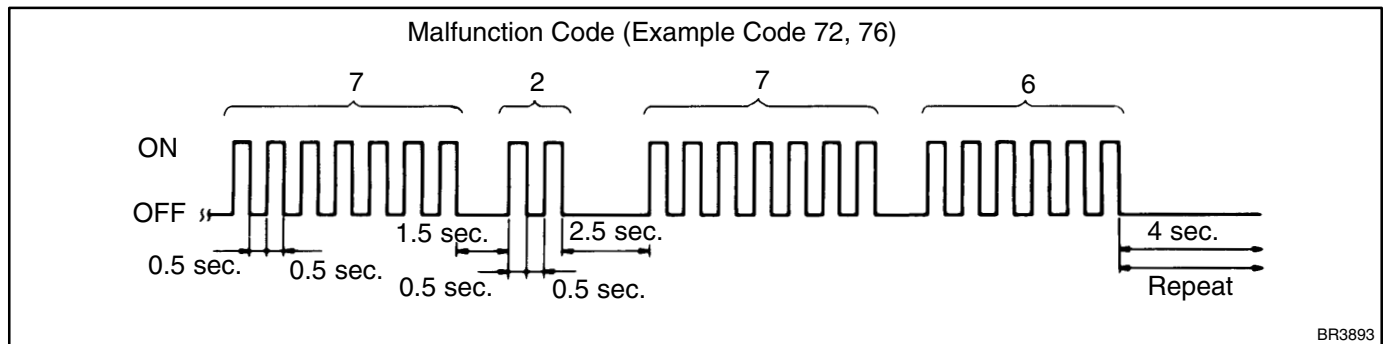 Malfunction Code (Example Code 72, 76)
7 2 7 6
ON
OFF
1.5 sec. 2.5 sec. 4 sec.
0.5 sec. 0.5 sec. 0.5 sec. 0.5 sec. Repeat
BR3893